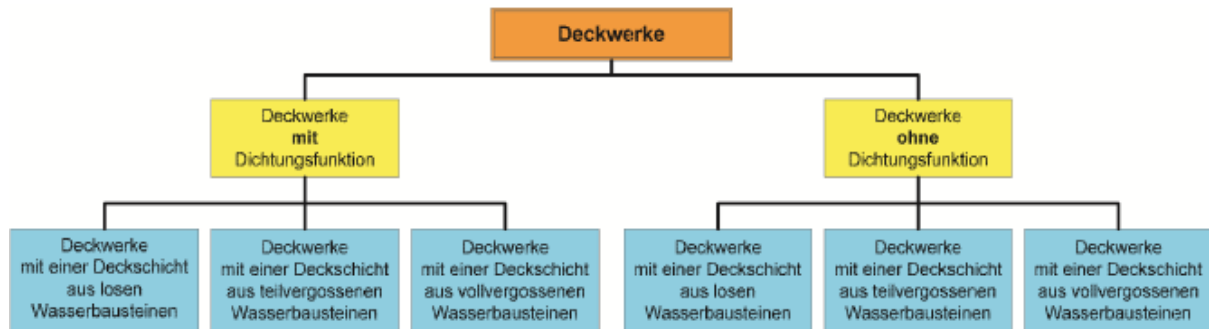 Deckwerke
Deckwerke
mit
Dichtungsfunktion
Deckwerke
ohne
Dichtungsfunktion
Deckwerke
mit einer Deckschicht
aus losen
Wasserbausteinen
Deckwerke
mit einer Deckschicht
aus teilvergossenen
Wasserbausteinen
Deckwerke
mit einer Deckschicht
aus vollvergossenen
Wasserbausteinen
Deckwerke
mit einer Deckschicht
aus losen
Wasserbausteinen
Deckwerke
mit einer Deckschicht
aus teilvergossenen
Wasserbausteinen
Deckwerke
mit einer Deckschicht
aus vollvergossenen
Wasserbausteinen